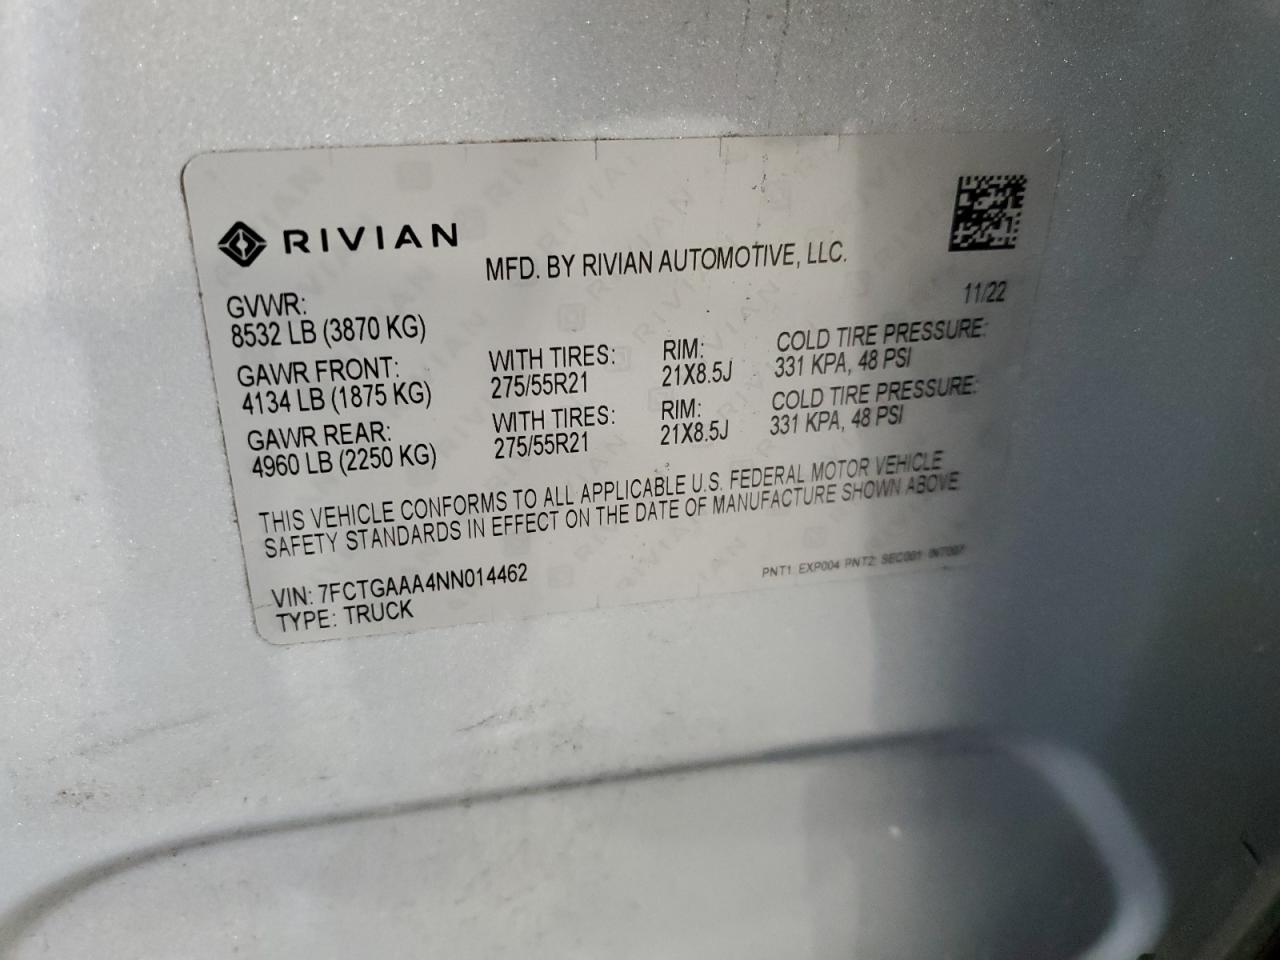 RIVIAN
MFD. BY RIVIAN AUTOMOTIVE, LLC.
11/22
GVWR:
8532 LB (3870 KG)
GAWR FRONT: WITH TIRES: RIM: COLD TIRE PRESSURE:
4134 LB (1875 KG) 275/55R21 21X8.5J 331 KPA, 48 PSI
GAWR REAR: WITH TIRES: RIM: COLD TIRE PRESSURE:
4960 LB (2250 KG) 275/55R21 21X8.5J 331 KPA, 48 PSI
THIS VEHICLE CONFORMS TO ALL APPLICABLE U.S. FEDERAL MOTOR VEHICLE
SAFETY STANDARDS IN EFFECT ON THE DATE OF MANUFACTURE SHOWN ABOVE
VIN: 7FCTGAAA4NN014462
TYPE: TRUCK
PNT1: EXP004 PNT2: SEC001